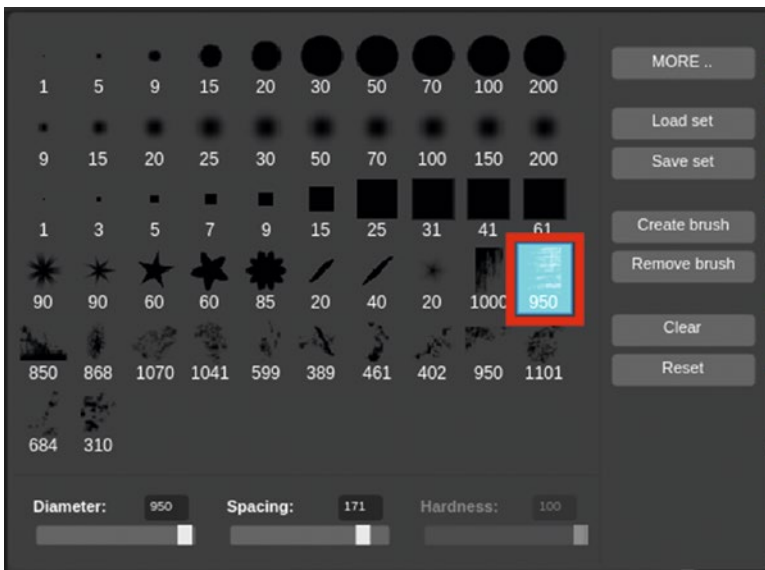 MORE ..
1 5 9 15 20 30 50 70 100 200
Load set
9 15 20 25 30 50 70 100 150 200
Save set
1 3 5 7 9 15 25 31 41 61
Create brush
Remove brush
90 90 60 60 85 20 40 20 1000 950
Clear
850 868 1070 1041 599 389 461 402 950 1101
Reset
684 310
Diameter: 950 Spacing: 171 Hardness: 100